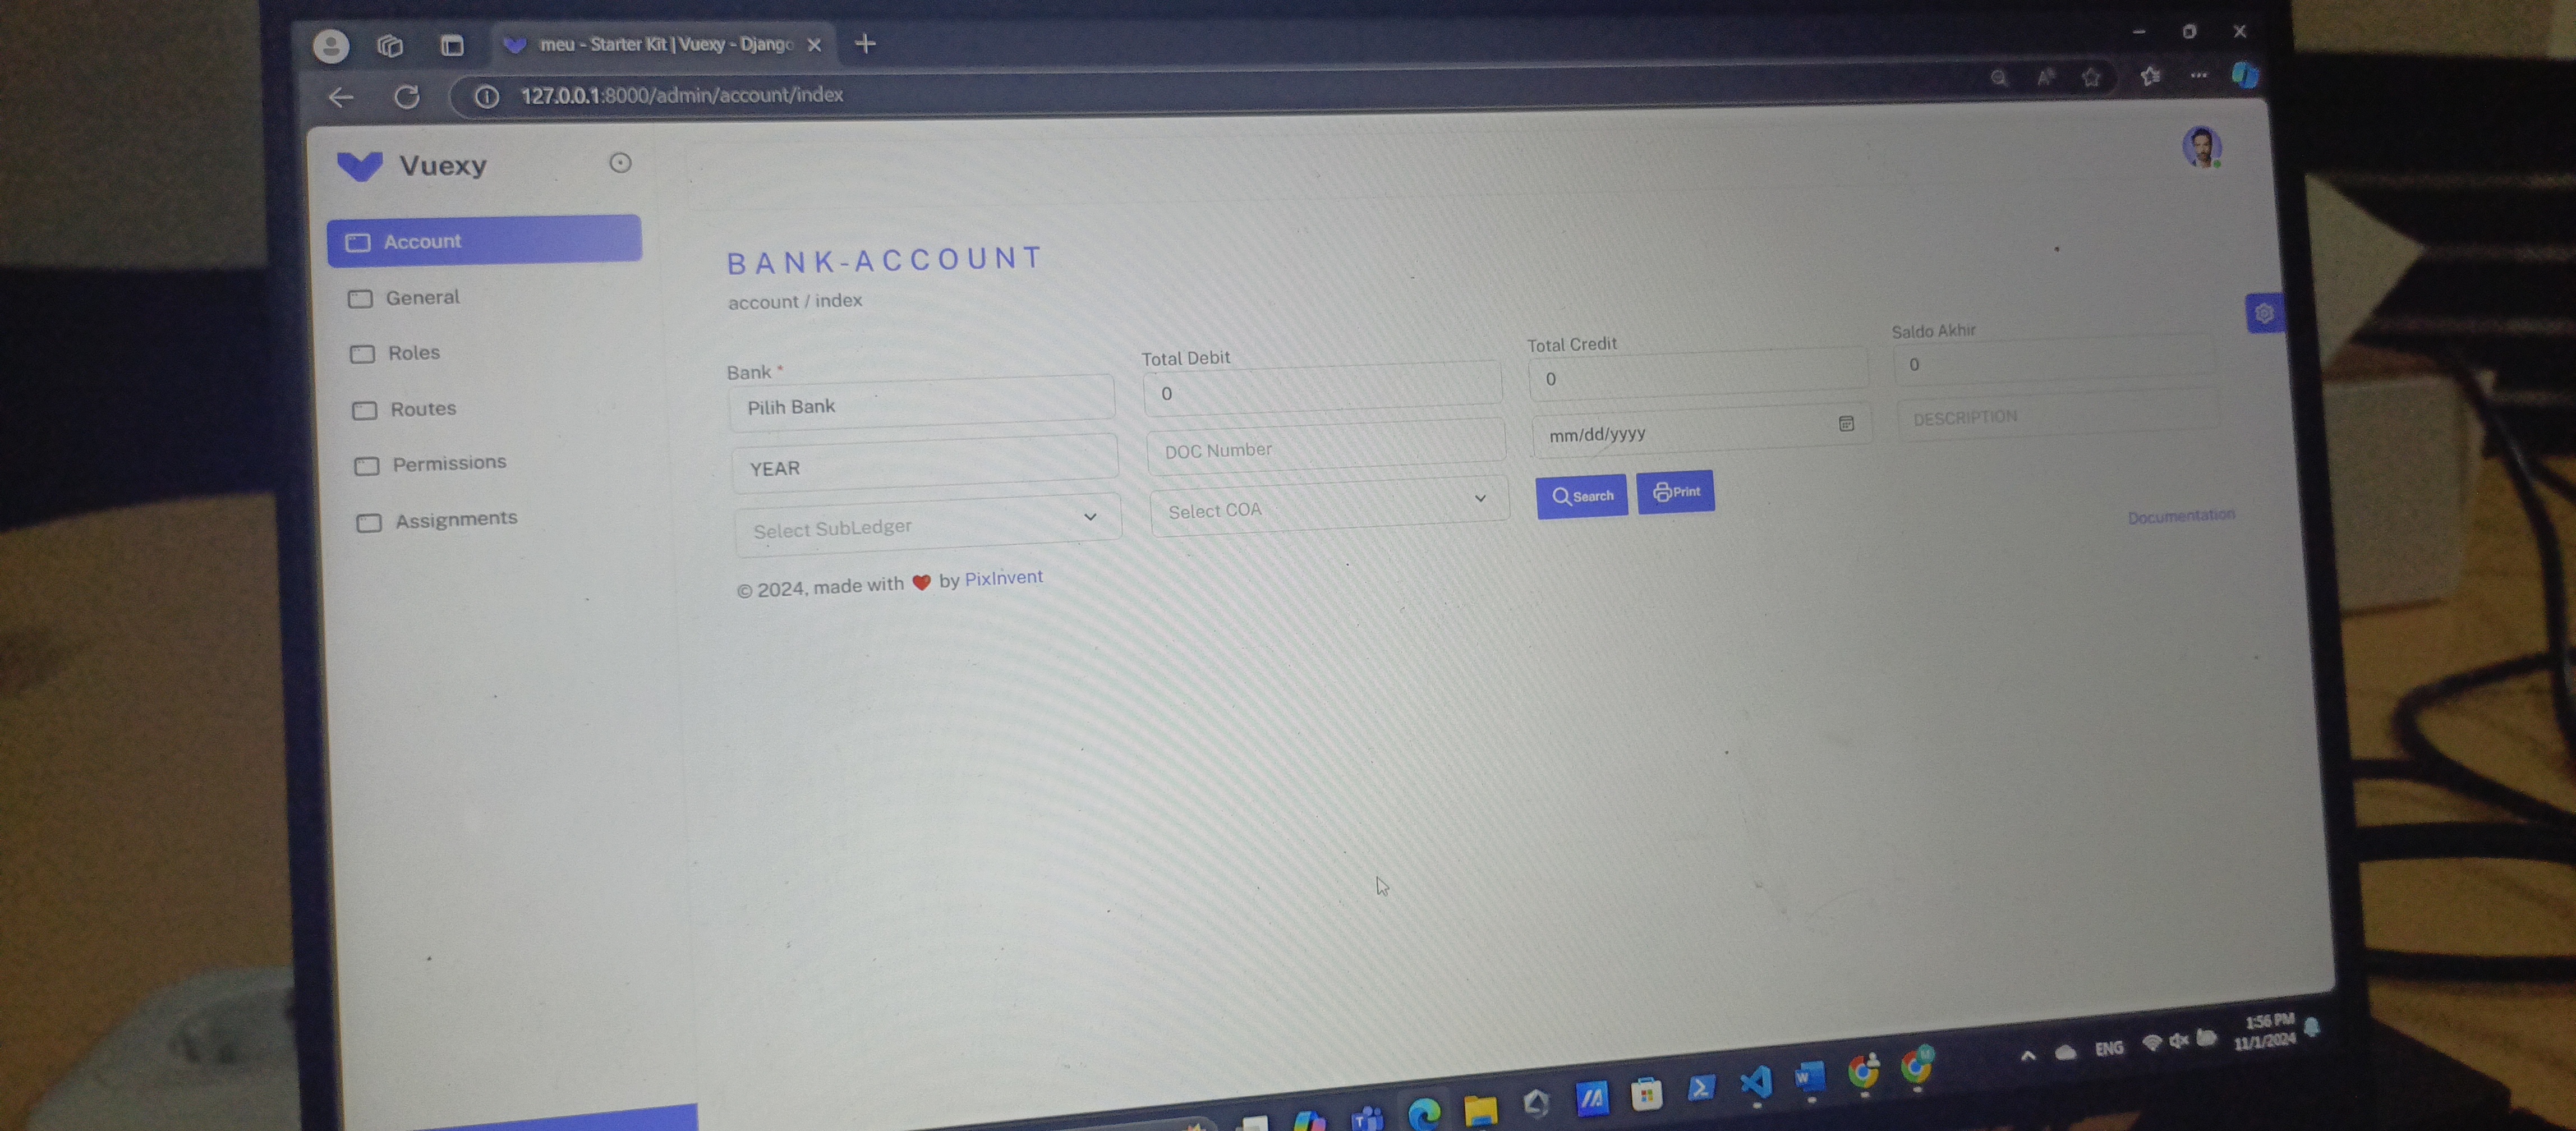 meu - Starter Kit | Vuexy - Django
127.0.0.1:8000/admin/account/index
Vuexy
Account
General
Roles
Routes
Permissions
Assignments
BANK-ACCOUNT
account / index
Bank *
Total Debit
Total Credit
Saldo Akhir
Pilih Bank
0
0
0
YEAR
DOC Number
mm/dd/yyyy
DESCRIPTION
Select SubLedger
Select COA
Search
Print
Documentation
© 2024, made with ❤ by PixInvent
ENG
1:56 PM
11/1/2024